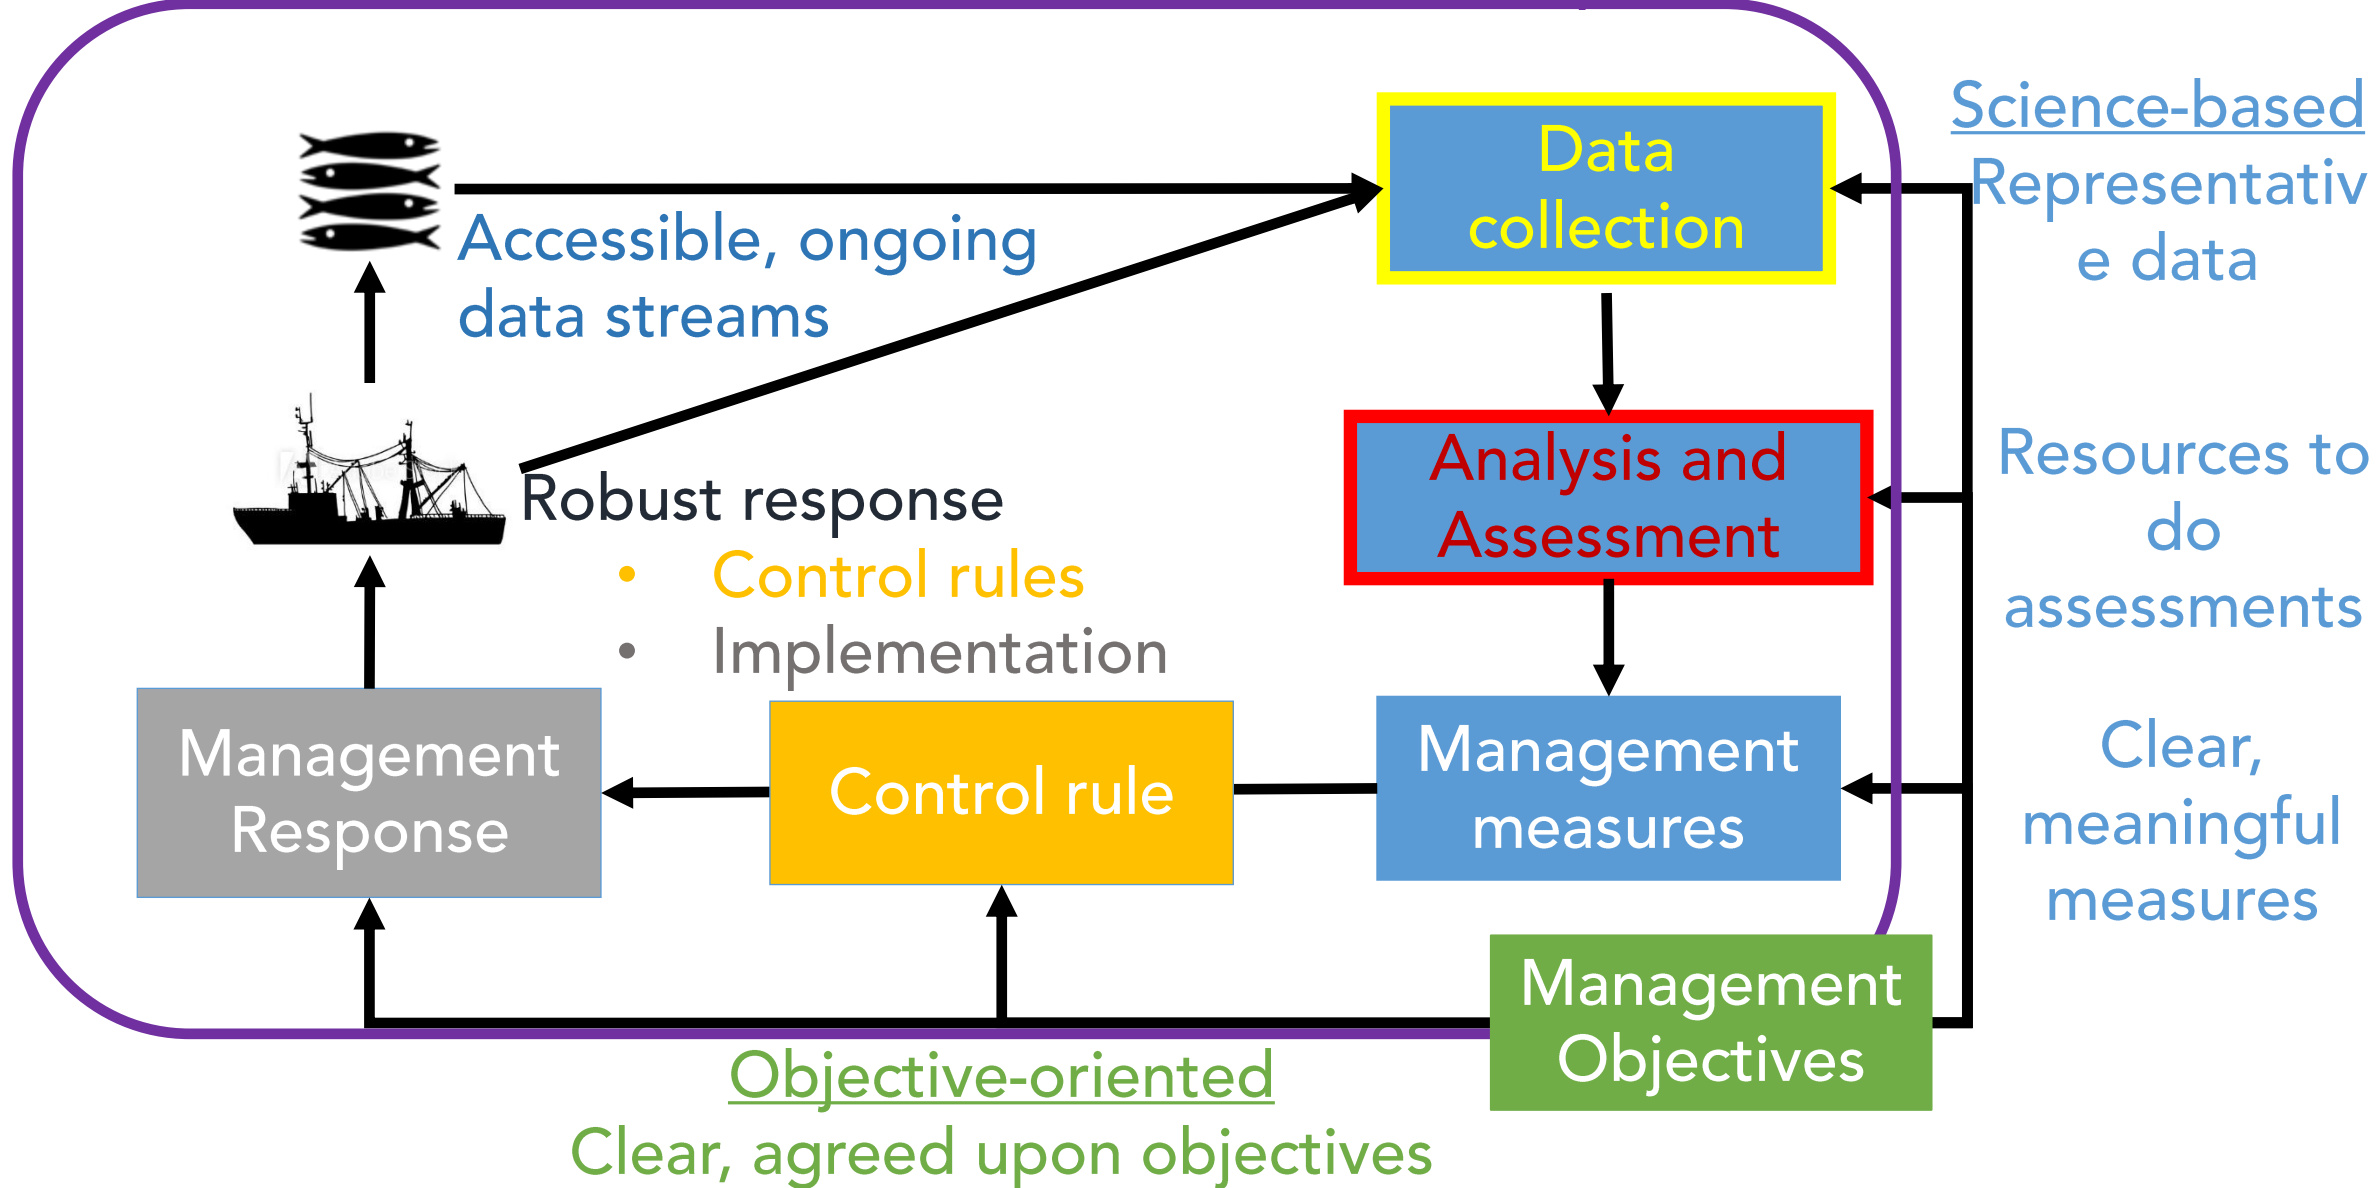 Data
collection
Science-based
Representativ
e data
Accessible, ongoing
data streams
Analysis and
Assessment
Resources to
do
assessments
Robust response
• Control rules
• Implementation
Management
Response
Control rule
Management
measures
Clear,
meaningful
measures
Management
Objectives
Objective-oriented
Clear, agreed upon objectives